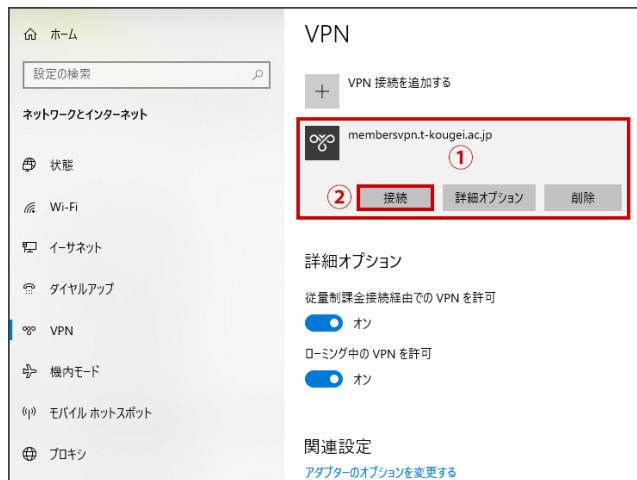 ホーム
設定の検索
ネットワークとインターネット
状態
Wi-Fi
イーサネット
ダイヤルアップ
VPN
機内モード
モバイル ホットスポット
プロキシ
VPN
VPN 接続を追加する
membersvpn.t-kougei.ac.jp
①
② 接続 詳細オプション 削除
詳細オプション
従量制課金接続経由での VPN を許可
オン
ローミング中の VPN を許可
オン
関連設定
アダプターのオプションを変更する